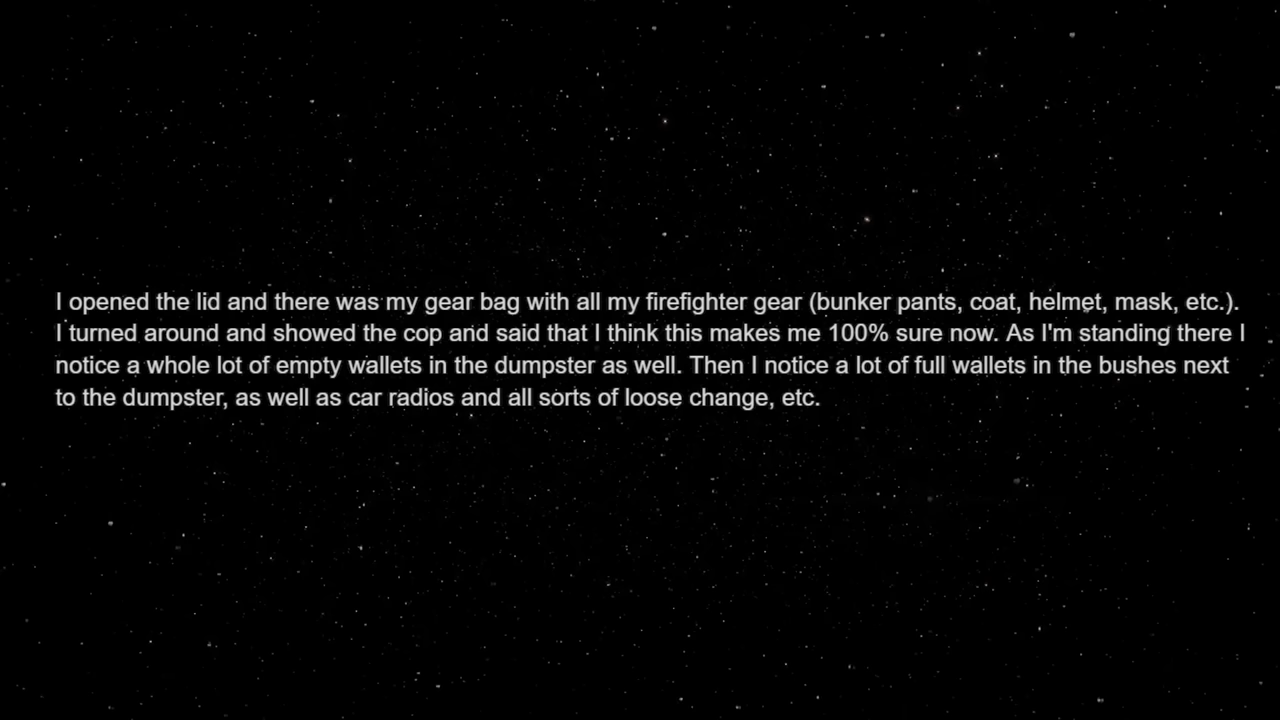 I opened the lid and there was my gear bag with all my firefighter gear (bunker pants, coat, helmet, mask, etc.).
I turned around and showed the cop and said that I think this makes me 100% sure now. As I'm standing there I
notice a whole lot of empty wallets in the dumpster as well. Then I notice a lot of full wallets in the bushes next
to the dumpster, as well as car radios and all sorts of loose change, etc.